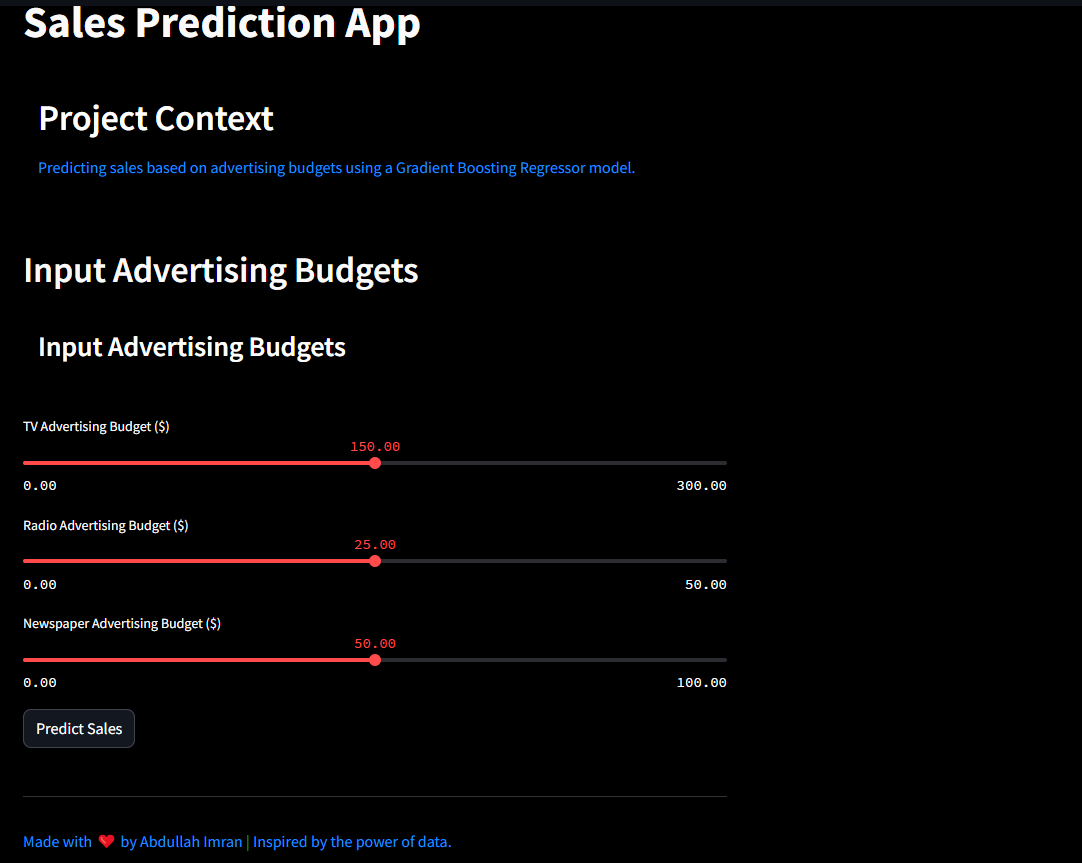 Sales Prediction App
Project Context
Predicting sales based on advertising budgets using a Gradient Boosting Regressor model.
Input Advertising Budgets
Input Advertising Budgets
TV Advertising Budget ($)
150.00
0.00 300.00
Radio Advertising Budget ($)
25.00
0.00 50.00
Newspaper Advertising Budget ($)
50.00
0.00 100.00
Predict Sales
Made with ❤️ by Abdullah Imran | Inspired by the power of data.